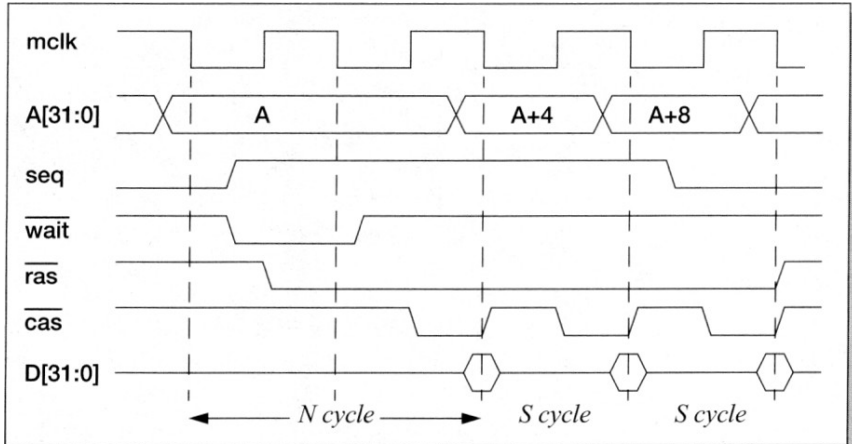 mclk
A[31:0] A A+4 A+8
seq
wait
ras
cas
D[31:0]
N cycle S cycle S cycle